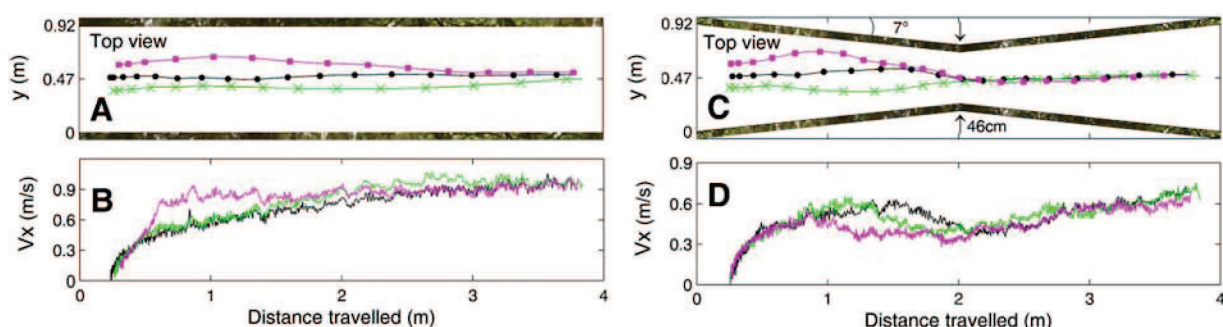 0.92
Top view
y (m)
0.47
A
0
0.9
B
Vx (m/s)
0.6
0.3
0
0 1 2 3 4
Distance travelled (m)
0.92
7°
Top view
y (m)
0.47
C
46cm
0
0.9
D
Vx (m/s)
0.6
0.3
0
0 1 2 3 4
Distance travelled (m)